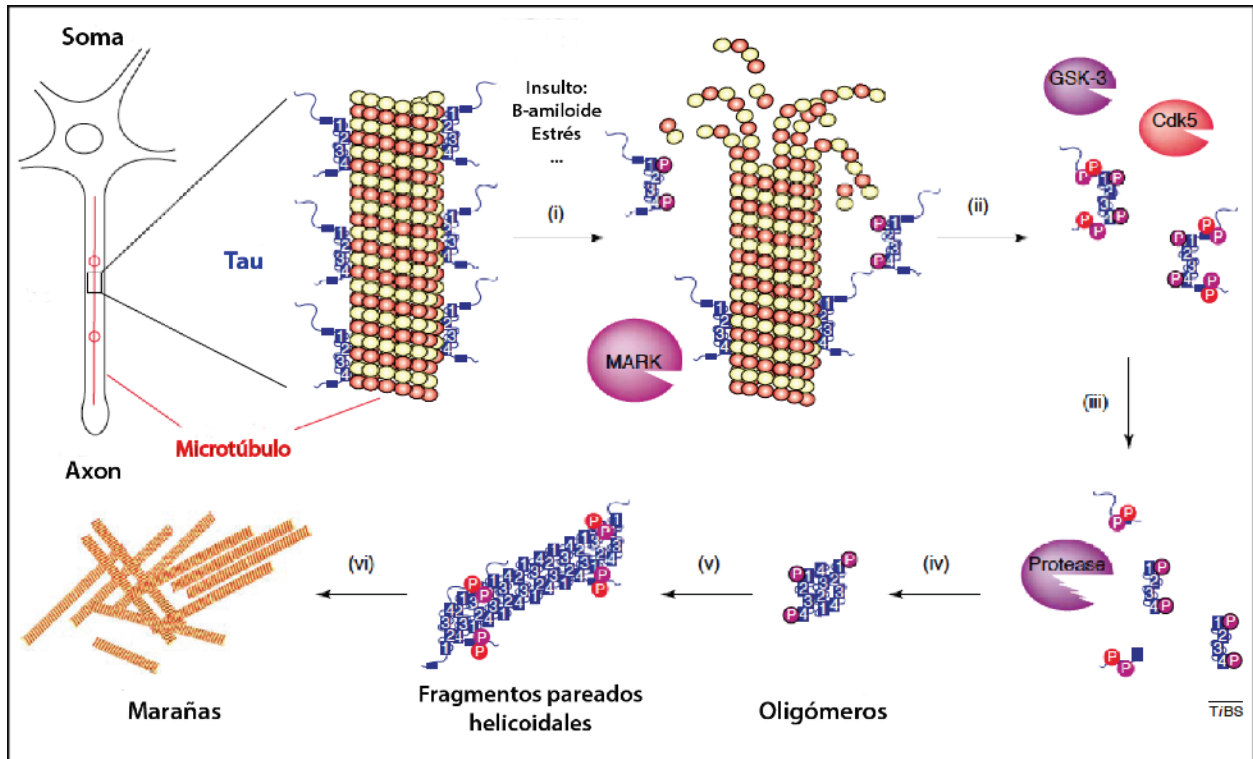 Soma
Insulto:
B-amiloide
Estrés
...
(i)
Tau
MARK
(ii)
GSK-3
Cdk5
Microtúbulo
Axon
(iii)
Protease
(iv)
(v)
(vi)
Marañas
Fragmentos pareados
helicoidales
Oligómeros
TiBS